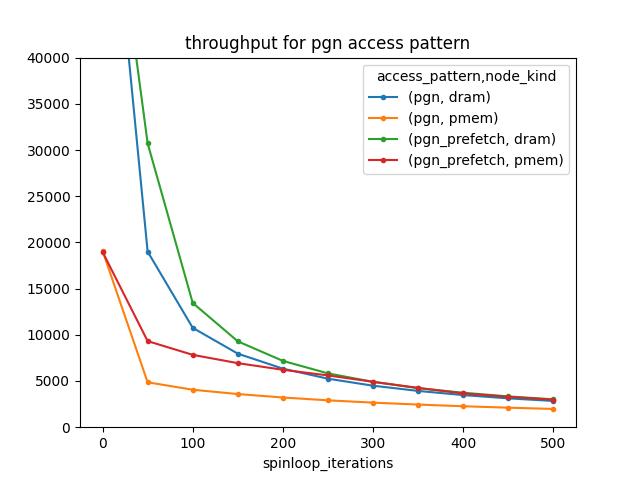 throughput for pgn access pattern
40000
35000
30000
25000
20000
15000
10000
5000
0
access_pattern,node_kind
(pgn, dram)
(pgn, pmem)
(pgn_prefetch, dram)
(pgn_prefetch, pmem)
0 100 200 300 400 500
spinloop_iterations